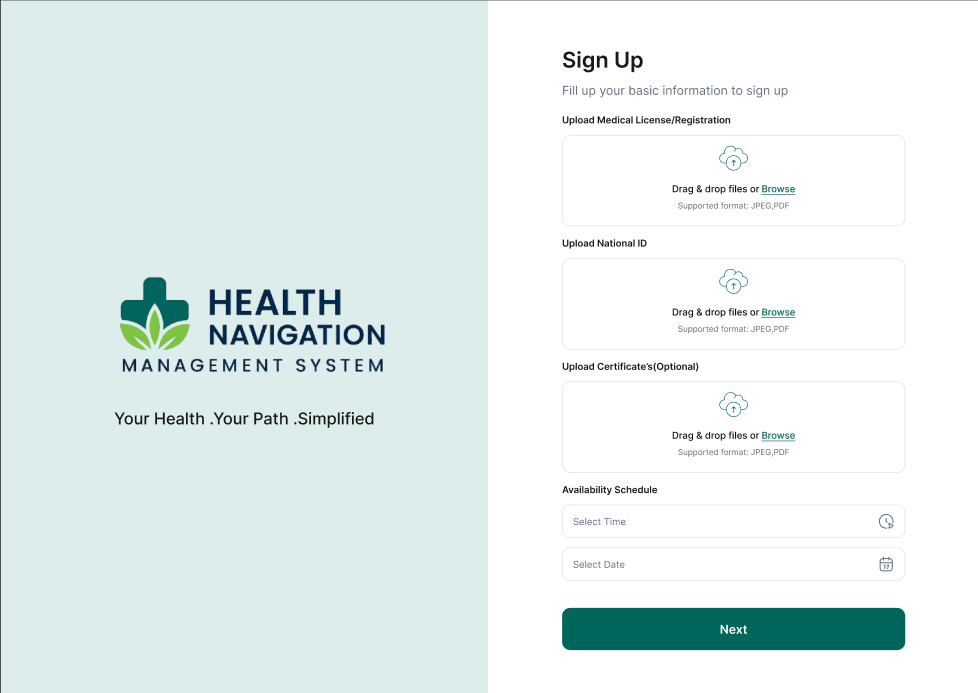 HEALTH
NAVIGATION
MANAGEMENT SYSTEM
Your Health .Your Path .Simplified
Sign Up
Fill up your basic information to sign up
Upload Medical License/Registration
Drag & drop files or Browse
Supported format: JPEG,PDF
Upload National ID
Drag & drop files or Browse
Supported format: JPEG,PDF
Upload Certificate's(Optional)
Drag & drop files or Browse
Supported format: JPEG,PDF
Availability Schedule
Select Time
Select Date
17
Next